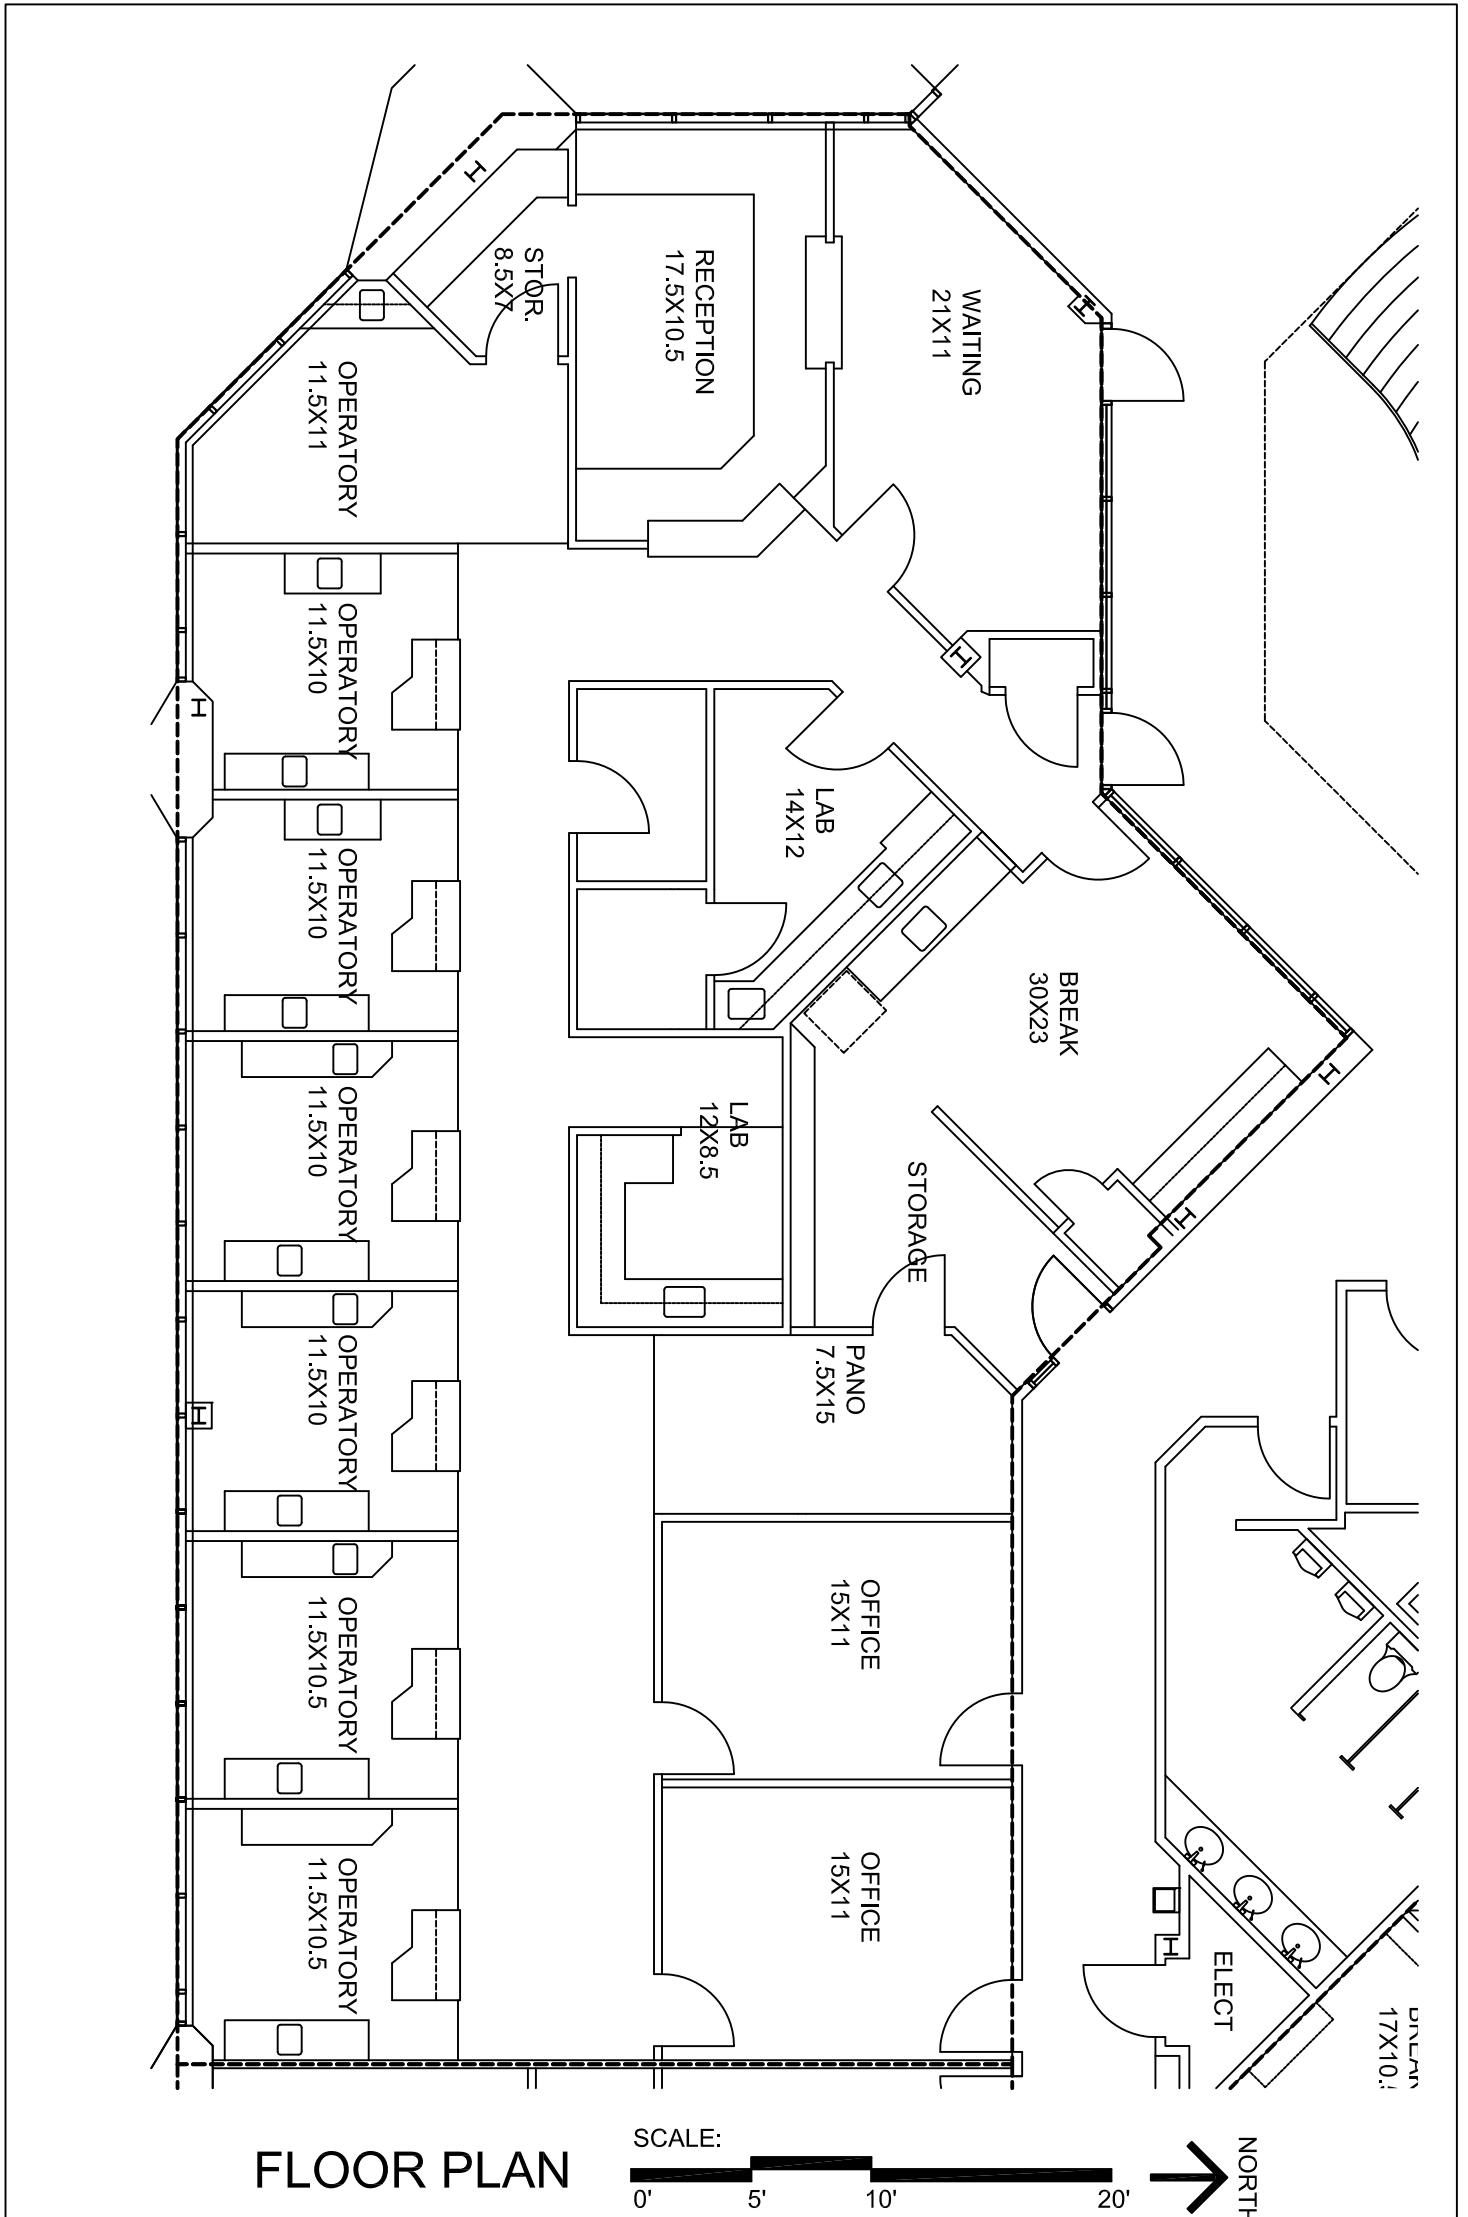 STOR.
8.5X7
RECEPTION
17.5X10.5
WAITING
21X11
OPERATORY
11.5X11
OPERATORY
11.5X10
LAB
14X12
OPERATORY
11.5X10
BREAK
30X23
OPERATORY
11.5X10
LAB
12X8.5
STORAGE
OPERATORY
11.5X10
PANO
7.5X15
OPERATORY
11.5X10.5
OFFICE
15X11
OPERATORY
11.5X10.5
OFFICE
15X11
ELECT
BREAK
17X10.
FLOOR PLAN
SCALE:
0' 5' 10' 20'
NORTH